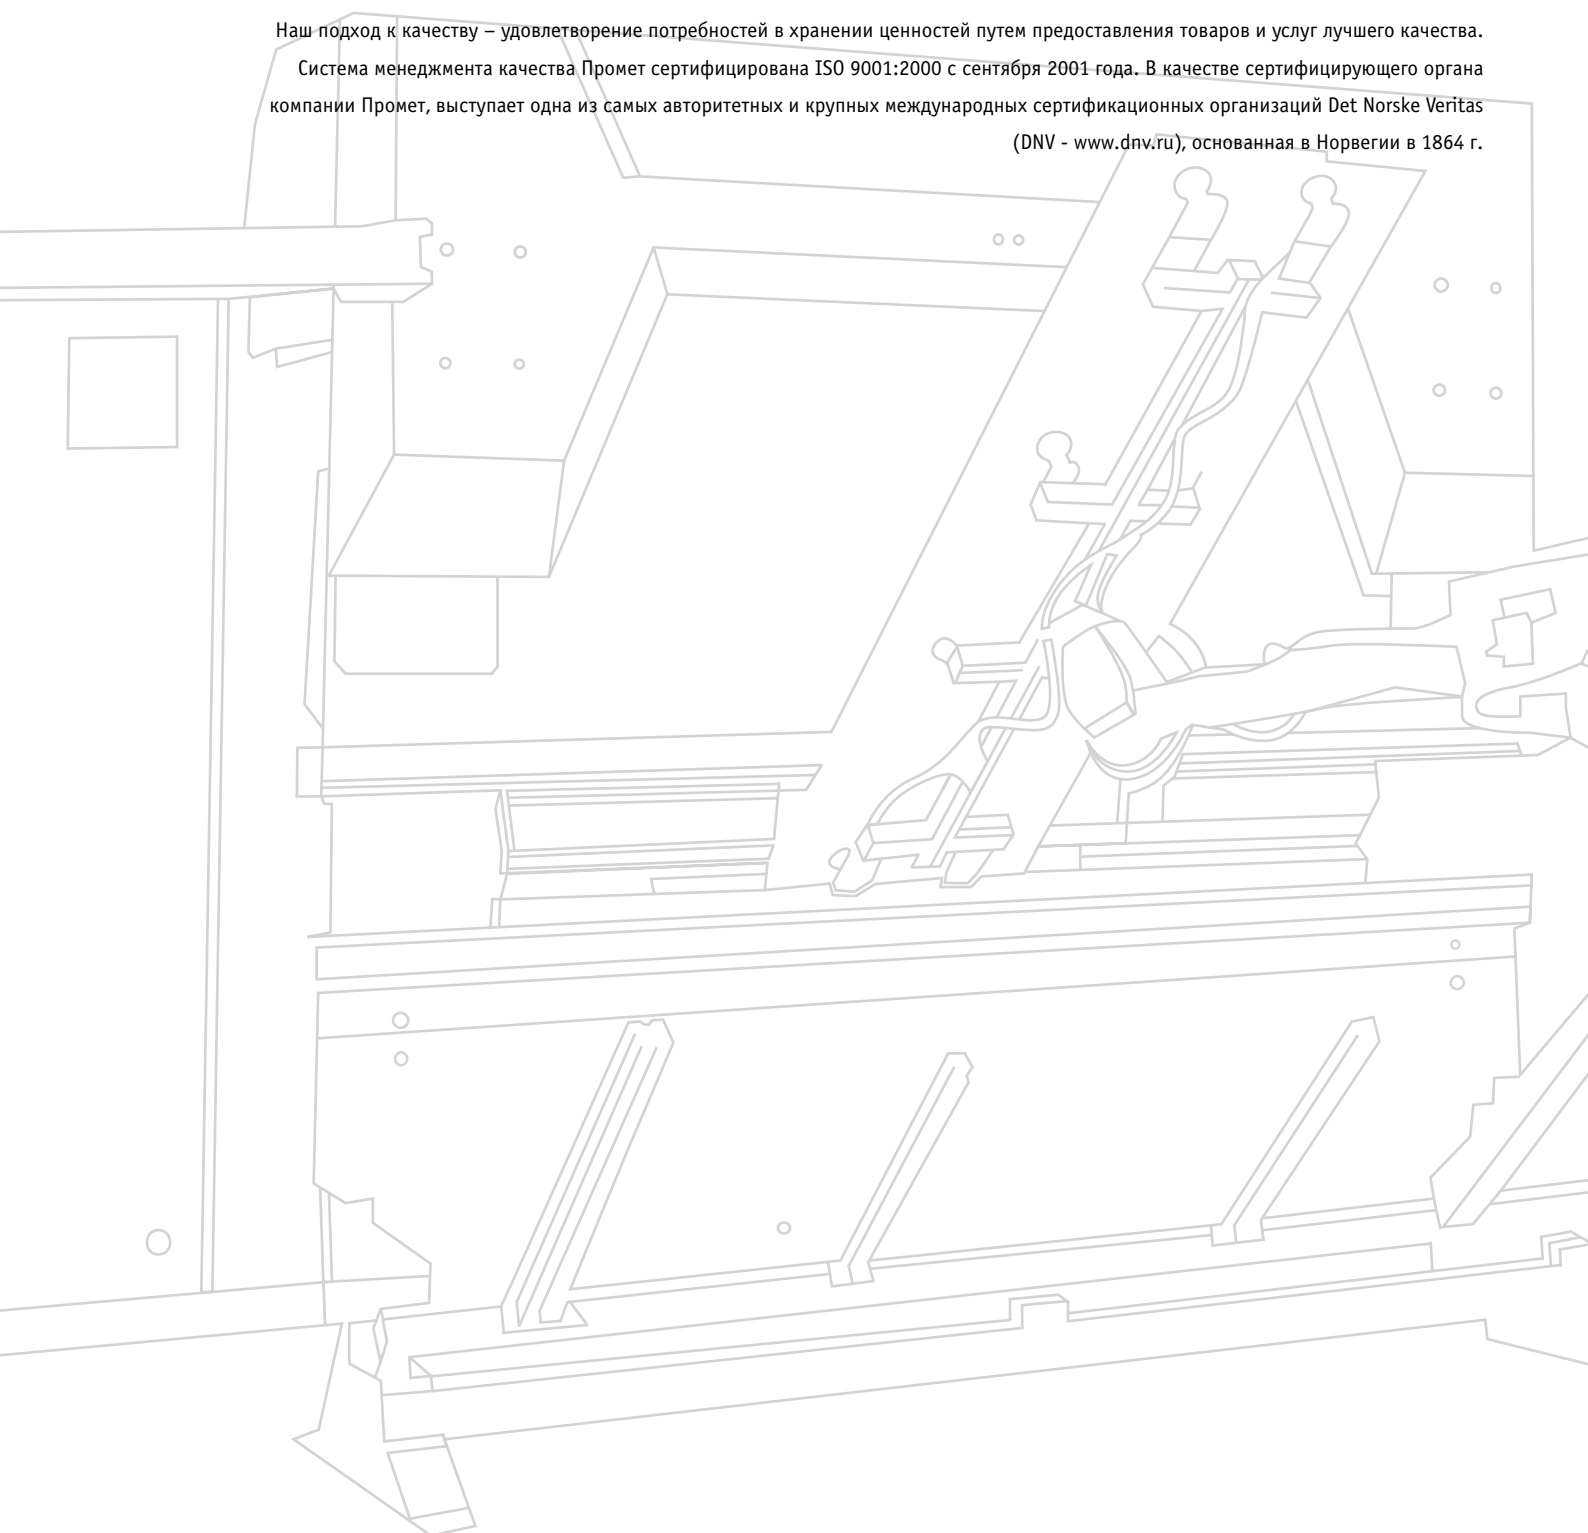 Наш подход к качеству – удовлетворение потребностей в хранении ценностей путем предоставления товаров и услуг лучшего качества.
Система менеджмента качества Промет сертифицирована ISO 9001:2000 с сентября 2001 года. В качестве сертифицирующего органа
компании Промет, выступает одна из самых авторитетных и крупных международных сертификационных организаций Det Norske Veritas
(DNV - www.dnv.ru), основанная в Норвегии в 1864 г.